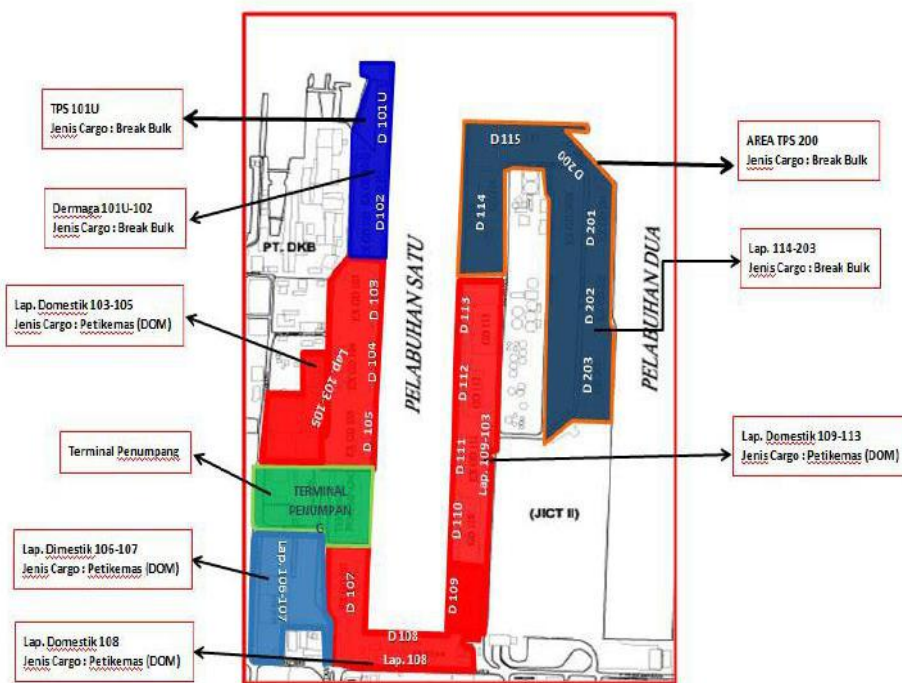 TPS 101U
Jenis Cargo : Break Bulk
Dermaga 101U-102
Jenis Cargo : Break Bulk
PT. DKB
Lap. Domestik 103-105
Jenis Cargo : Petikemas (DOM)
Terminal Penumpang
Lap. Dimestik 106-107
Jenis Cargo : Petikemas (DOM)
Lap. Domestik 108
Jenis Cargo : Petikemas (DOM)
D 101U
D 102
D 103
D 104
Lap. 103-105
D 105
TERMINAL
PENUMPAN
G
Lap. 106-107
D 107
D 108
Lap. 108
PELABUHAN SATU
D 115
D 114
D 113
D 112
D 111
Lap. 109-103
D 110
D 109
D 200
D 201
D 202
D 203
PELABUHAN DUA
(JICT II)
AREA TPS 200
Jenis Cargo : Break Bulk
Lap. 114-203
Jenis Cargo : Break Bulk
Lap. Domestik 109-113
Jenis Cargo : Petikemas (DOM)